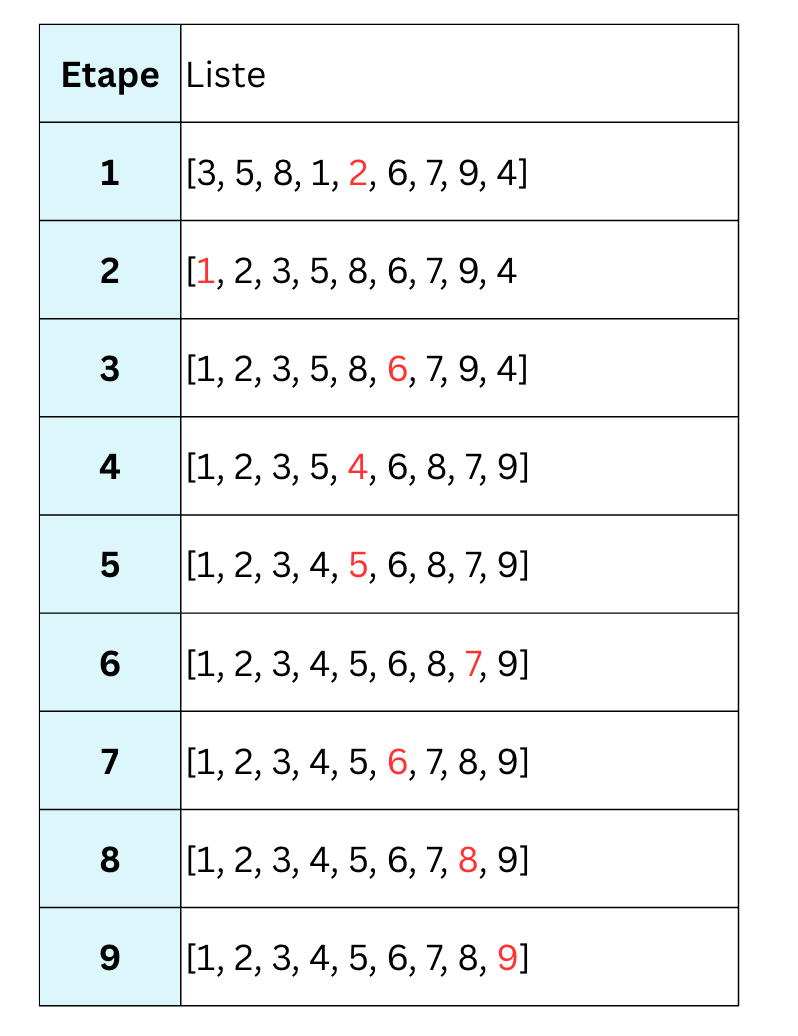 Etape Liste
1 [3, 5, 8, 1, 2, 6, 7, 9, 4]
2 [1, 2, 3, 5, 8, 6, 7, 9, 4
3 [1, 2, 3, 5, 8, 6, 7, 9, 4]
4 [1, 2, 3, 5, 4, 6, 8, 7, 9]
5 [1, 2, 3, 4, 5, 6, 8, 7, 9]
6 [1, 2, 3, 4, 5, 6, 8, 7, 9]
7 [1, 2, 3, 4, 5, 6, 7, 8, 9]
8 [1, 2, 3, 4, 5, 6, 7, 8, 9]
9 [1, 2, 3, 4, 5, 6, 7, 8, 9]